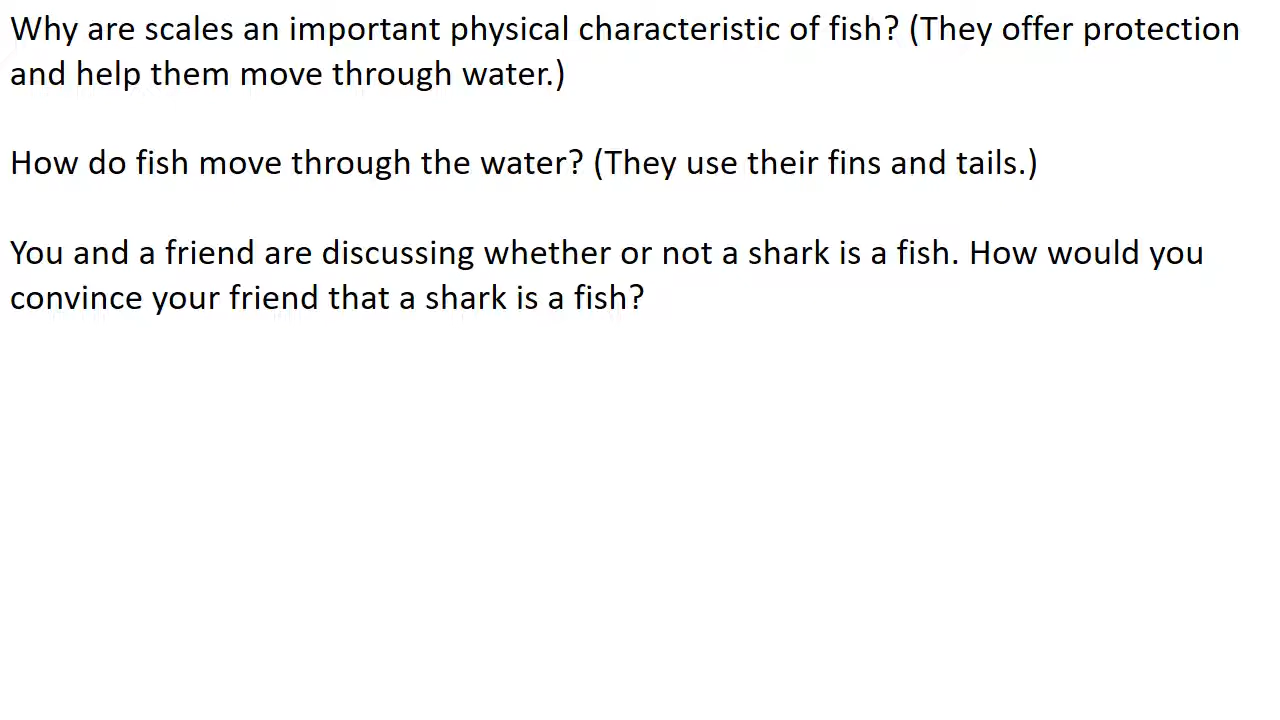 Why are scales an important physical characteristic of fish? (They offer protection
and help them move through water.)
How do fish move through the water? (They use their fins and tails.)
You and a friend are discussing whether or not a shark is a fish. How would you
convince your friend that a shark is a fish?